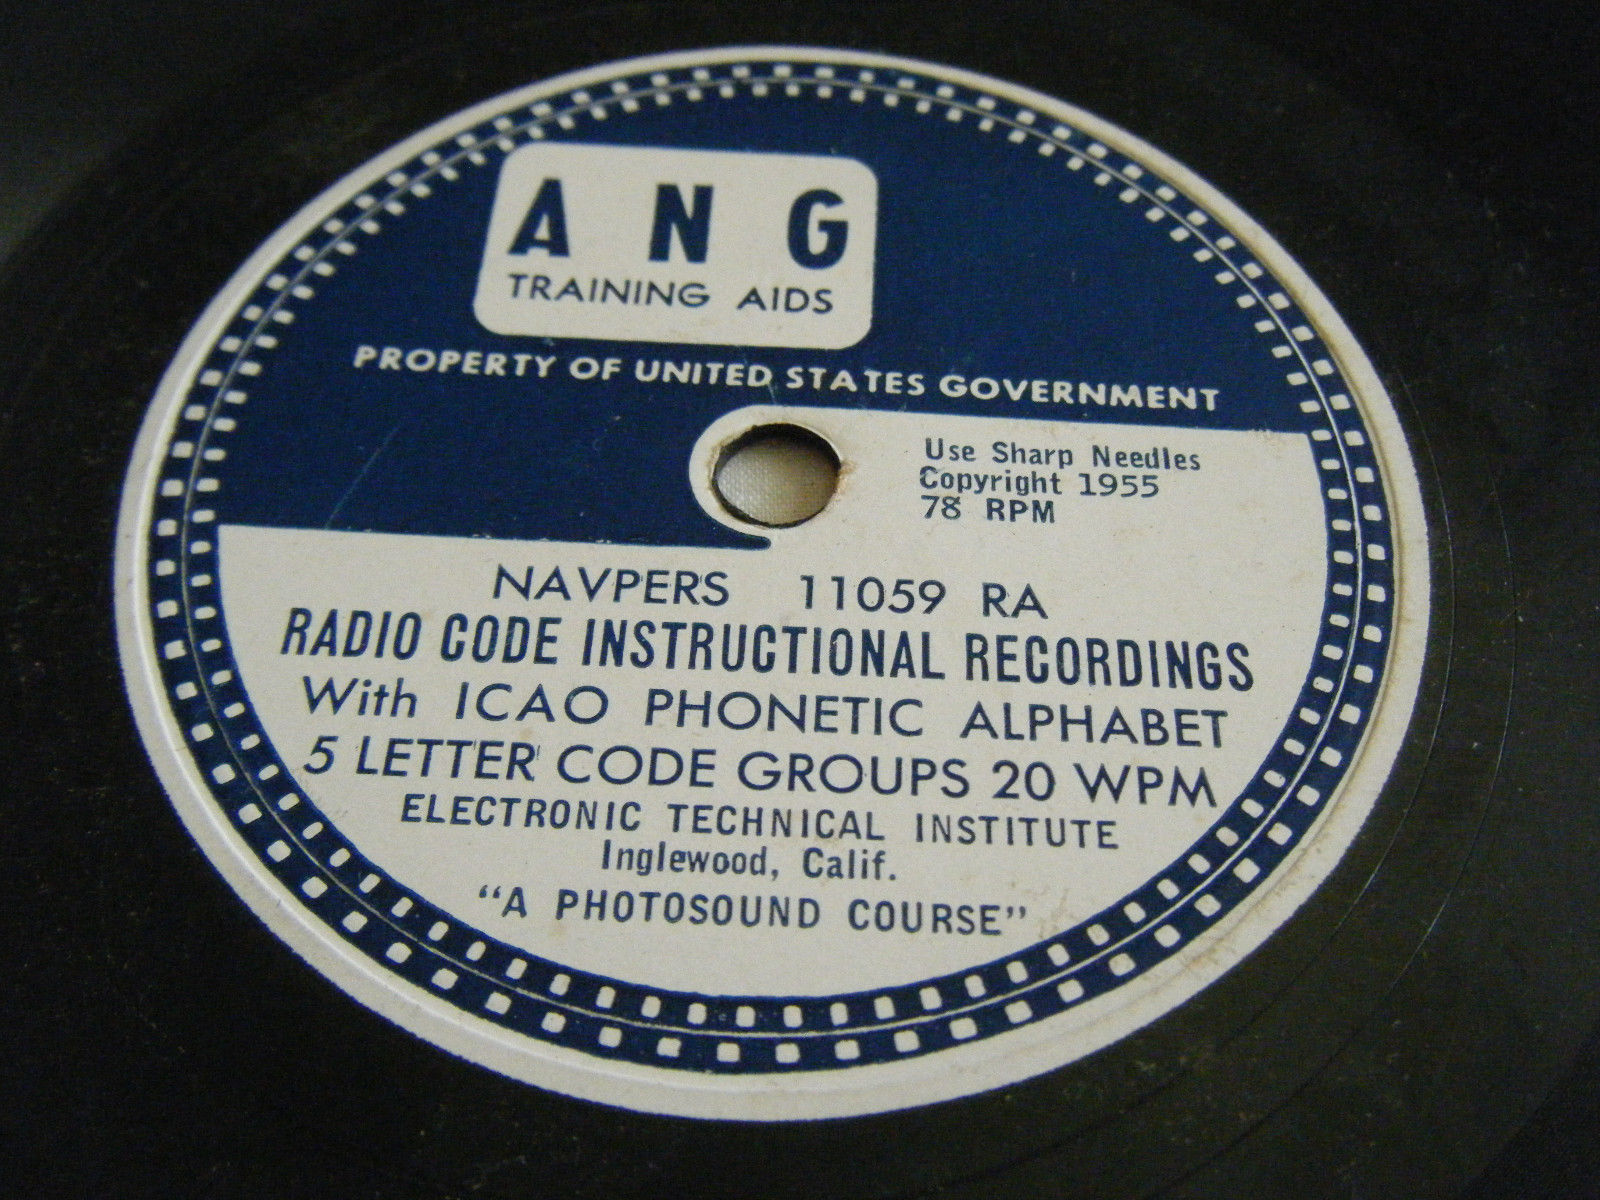 A N G
TRAINING AIDS
PROPERTY OF UNITED STATES GOVERNMENT
Use Sharp Needles
Copyright 1955
78 RPM
NAVPERS 11059 RA
RADIO CODE INSTRUCTIONAL RECORDINGS
With ICAO PHONETIC ALPHABET
5 LETTER CODE GROUPS 20 WPM
ELECTRONIC TECHNICAL INSTITUTE
Inglewood, Calif.
"A PHOTOSOUND COURSE"